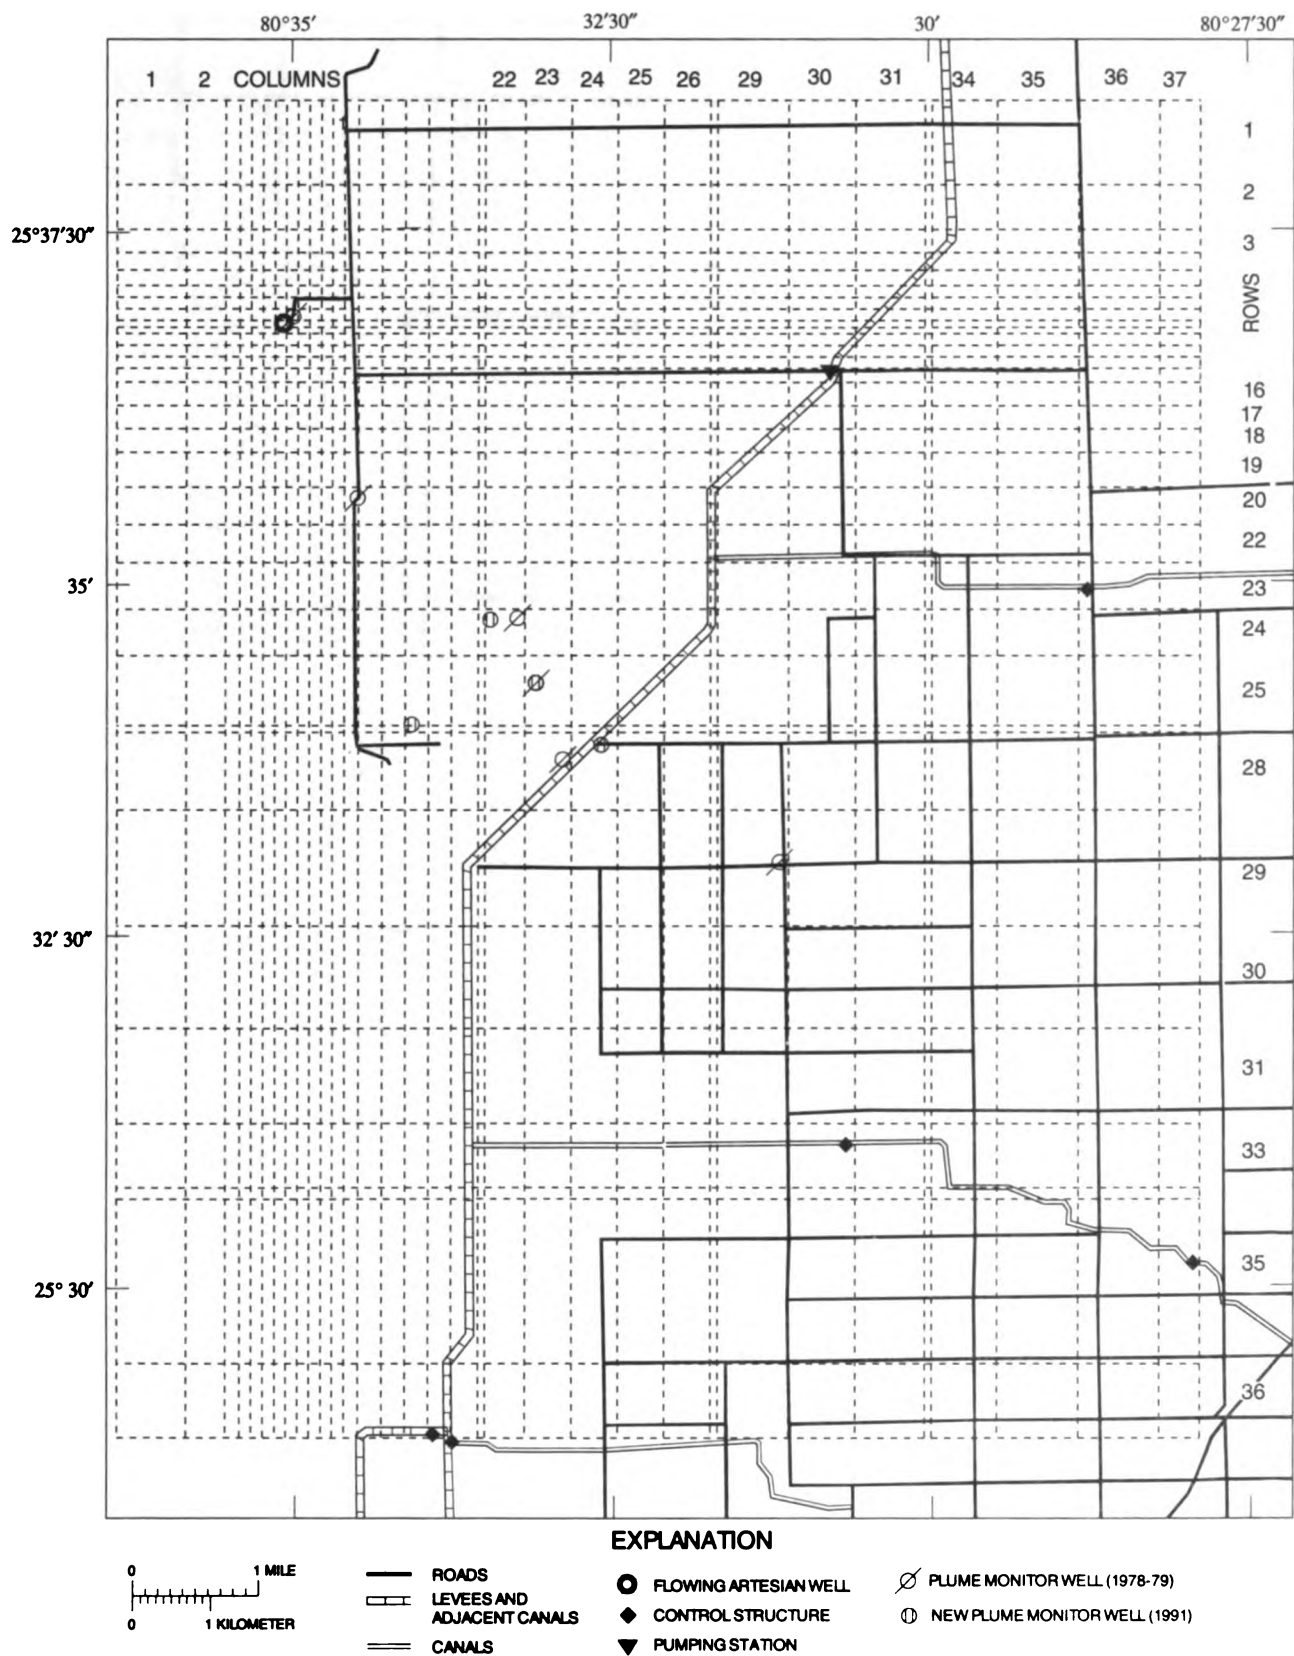 80°35′ 32′30″ 30′ 80°27′30″
1 2 COLUMNS 22 23 24 25 26 29 30 31 34 35 36 37
1
2
25°37′30″
3
ROWS
16
17
18
19
20
22
35′
23
24
25
28
29
32′ 30″
30
31
33
25° 30′
35
36
EXPLANATION
0 1 MILE
0 1 KILOMETER
ROADS
LEVEES AND
ADJACENT CANALS
CANALS
FLOWING ARTESIAN WELL
CONTROL STRUCTURE
PUMPING STATION
PLUME MONITOR WELL (1978-79)
NEW PLUME MONITOR WELL (1991)